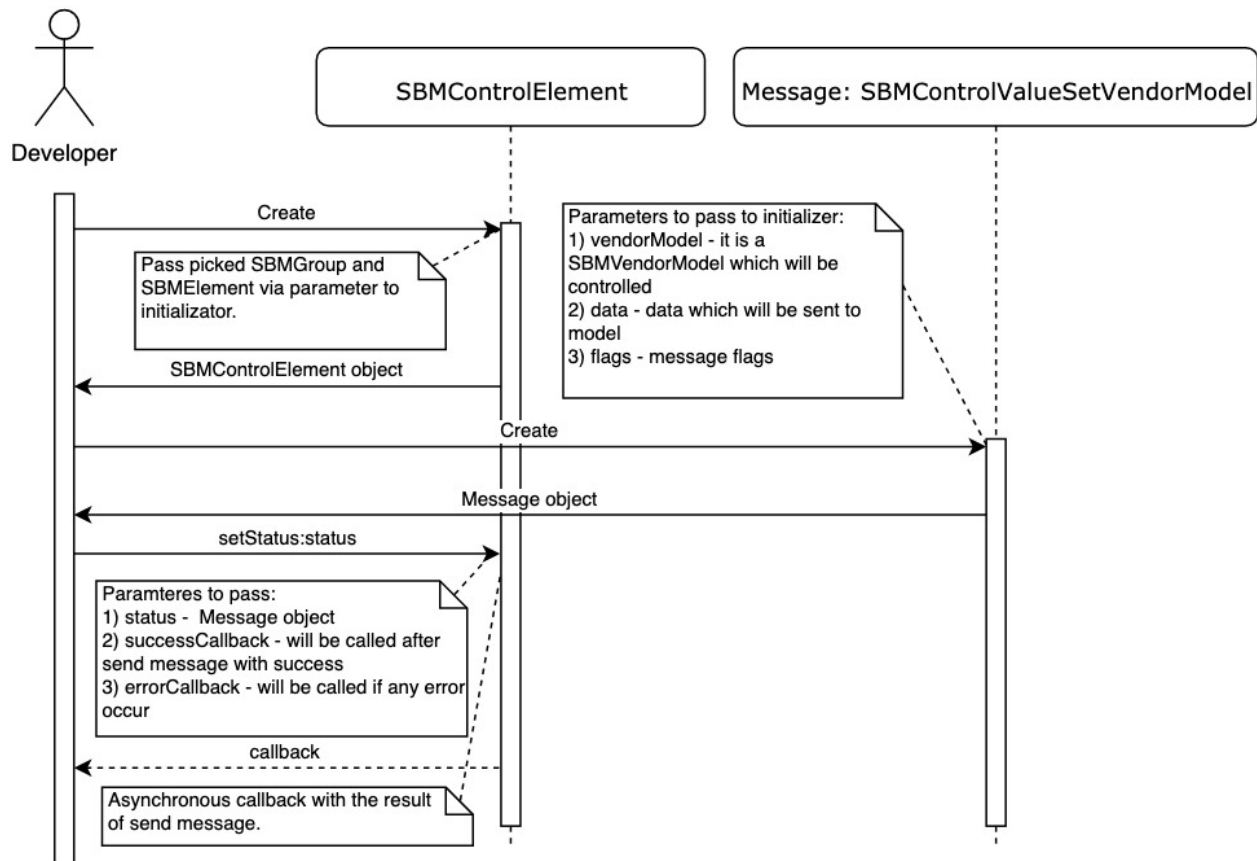 SBMControlElement
Message: SBMControlValueSetVendorModel
Developer
Create
Parameters to pass to initializer:
1) vendorModel - it is a
SBMVendorModel which will be
controlled
2) data - data which will be sent to
model
3) flags - message flags
Pass picked SBMGroup and
SBMElement via parameter to
initializator.
SBMControlElement object
Create
Message object
setStatus:status
Paramteres to pass:
1) status -  Message object
2) successCallback - will be called after
send message with success
3) errorCallback - will be called if any error
occur
callback
Asynchronous callback with the result
of send message.